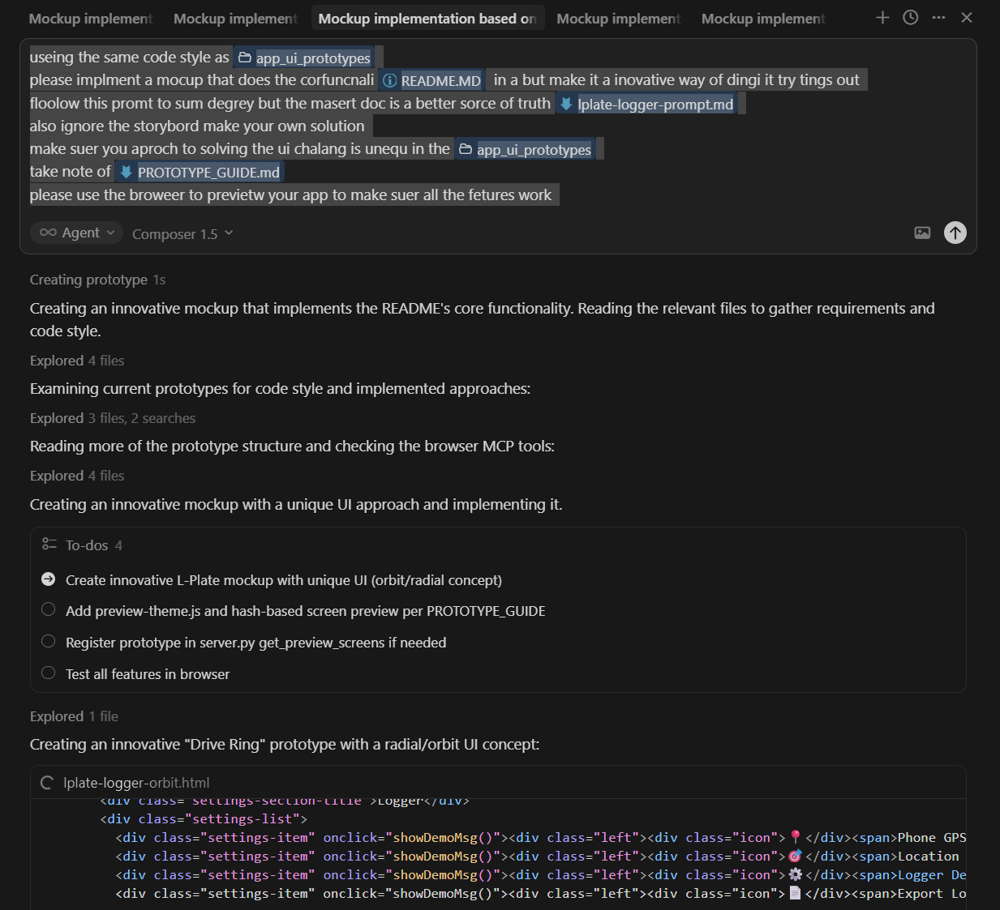 Mockup implement Mockup implement Mockup implementation based on Mockup implement Mockup implement
useing the same code style as app_ui_prototypes
please implment a mocup that does the corfuncnali README.MD in a but make it a inovative way of dingi it try tings out
floolow this promt to sum degrey but the masert doc is a better sorce of truth lplate-logger-prompt.md
also ignore the storybord make your own solution
make suer you aproch to solving the ui chalang is unequ in the app_ui_prototypes
take note of PROTOTYPE_GUIDE.md
please use the broweer to previetw your app to make suer all the fetures work
Agent Composer 1.5
Creating prototype 1s
Creating an innovative mockup that implements the README's core functionality. Reading the relevant files to gather requirements and
code style.
Explored 4 files
Examining current prototypes for code style and implemented approaches:
Explored 3 files, 2 searches
Reading more of the prototype structure and checking the browser MCP tools:
Explored 4 files
Creating an innovative mockup with a unique UI approach and implementing it.
To-dos 4
Create innovative L-Plate mockup with unique UI (orbit/radial concept)
Add preview-theme.js and hash-based screen preview per PROTOTYPE_GUIDE
Register prototype in server.py get_preview_screens if needed
Test all features in browser
Explored 1 file
Creating an innovative "Drive Ring" prototype with a radial/orbit UI concept:
lplate-logger-orbit.html
<div class="settings-section-title">Logger</div>
<div class="settings-list">
<div class="settings-item" onclick="showDemoMsg()"><div class="left"><div class="icon">📍</div><span>Phone GPS
<div class="settings-item" onclick="showDemoMsg()"><div class="left"><div class="icon">🎯</div><span>Location
<div class="settings-item" onclick="showDemoMsg()"><div class="left"><div class="icon">⚙️</div><span>Logger De
<div class="settings-item" onclick="showDemoMsg()"><div class="left"><div class="icon">📄</div><span>Export Lo